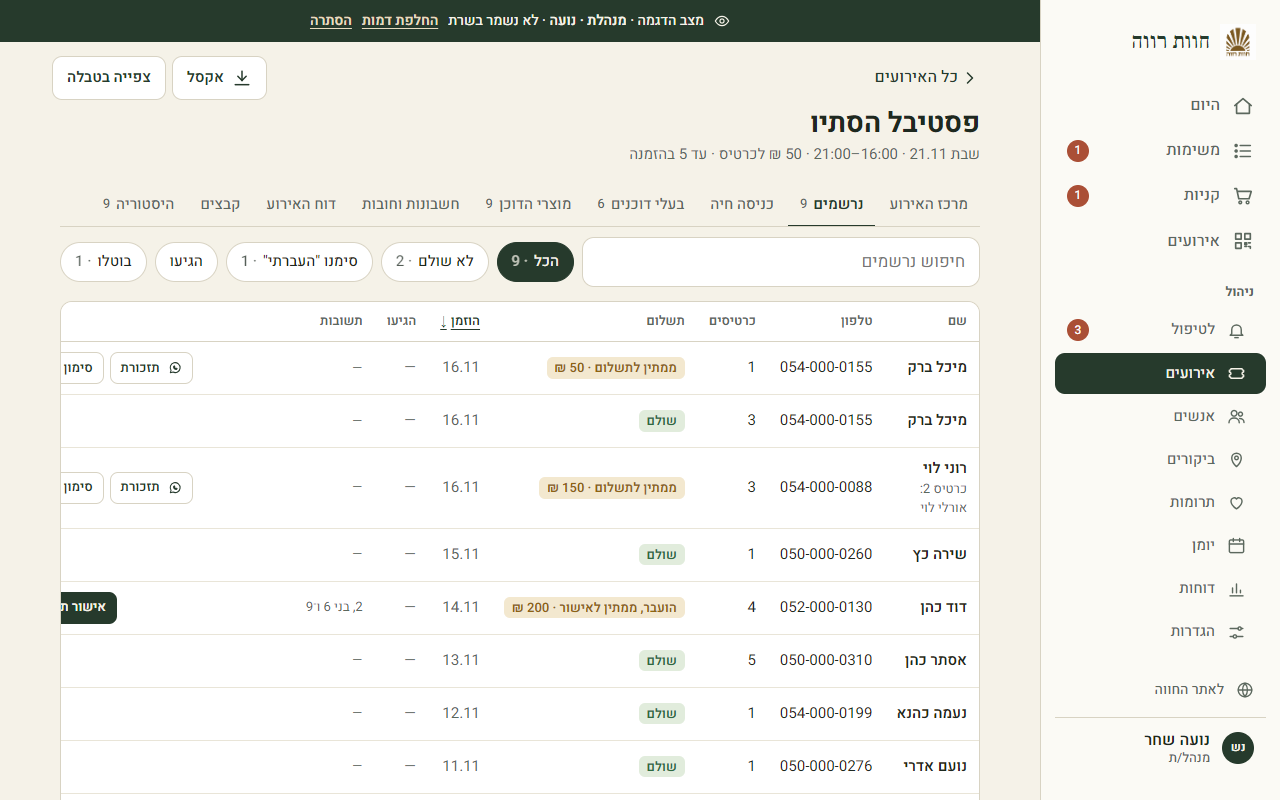 מצב הדגמה · מנהלת · נועה · לא נשמר בשרת החלפת דמות הסתרה
חוות רווה
היום
משימות 1
קניות 1
אירועים
ניהול
לטיפול 3
אירועים
אנשים
ביקורים
תרומות
יומן
דוחות
הגדרות
לאתר החווה
נש
נועה שחר
מנהל/ת
כל האירועים
אקסל
צפייה בטבלה
פסטיבל הסתיו
שבת 21.11 · 16:00–21:00 · 50 ₪ לכרטיס · עד 5 בהזמנה
מרכז האירוע נרשמים 9 כניסה חיה בעלי דוכנים 6 מוצרי הדוכן 9 חשבונות וחובות דוח האירוע קבצים היסטוריה 9
חיפוש נרשמים
הכל · 9 לא שולם · 2 סימנו "העברתי" · 1 הגיעו בוטלו · 1
שם טלפון כרטיסים תשלום הוזמן ↓ הגיעו תשובות
מיכל ברק 054-000-0155 1 ממתין לתשלום · 50 ₪ 16.11 — — תזכורת סימון
מיכל ברק 054-000-0155 3 שולם 16.11 — —
רוני לוי
כרטיס 2:
אורלי לוי
054-000-0088 3 ממתין לתשלום · 150 ₪ 16.11 — — תזכורת סימון
שירה כץ 050-000-0260 1 שולם 15.11 — —
דוד כהן 052-000-0130 4 הועבר, ממתין לאישור · 200 ₪ 14.11 — 2, בני 6 ו־9 אישור ת
אסתר כהן 050-000-0310 5 שולם 13.11 — —
נעמה כהנא 054-000-0199 1 שולם 12.11 — —
נועם אדרי 050-000-0276 1 שולם 11.11 — —